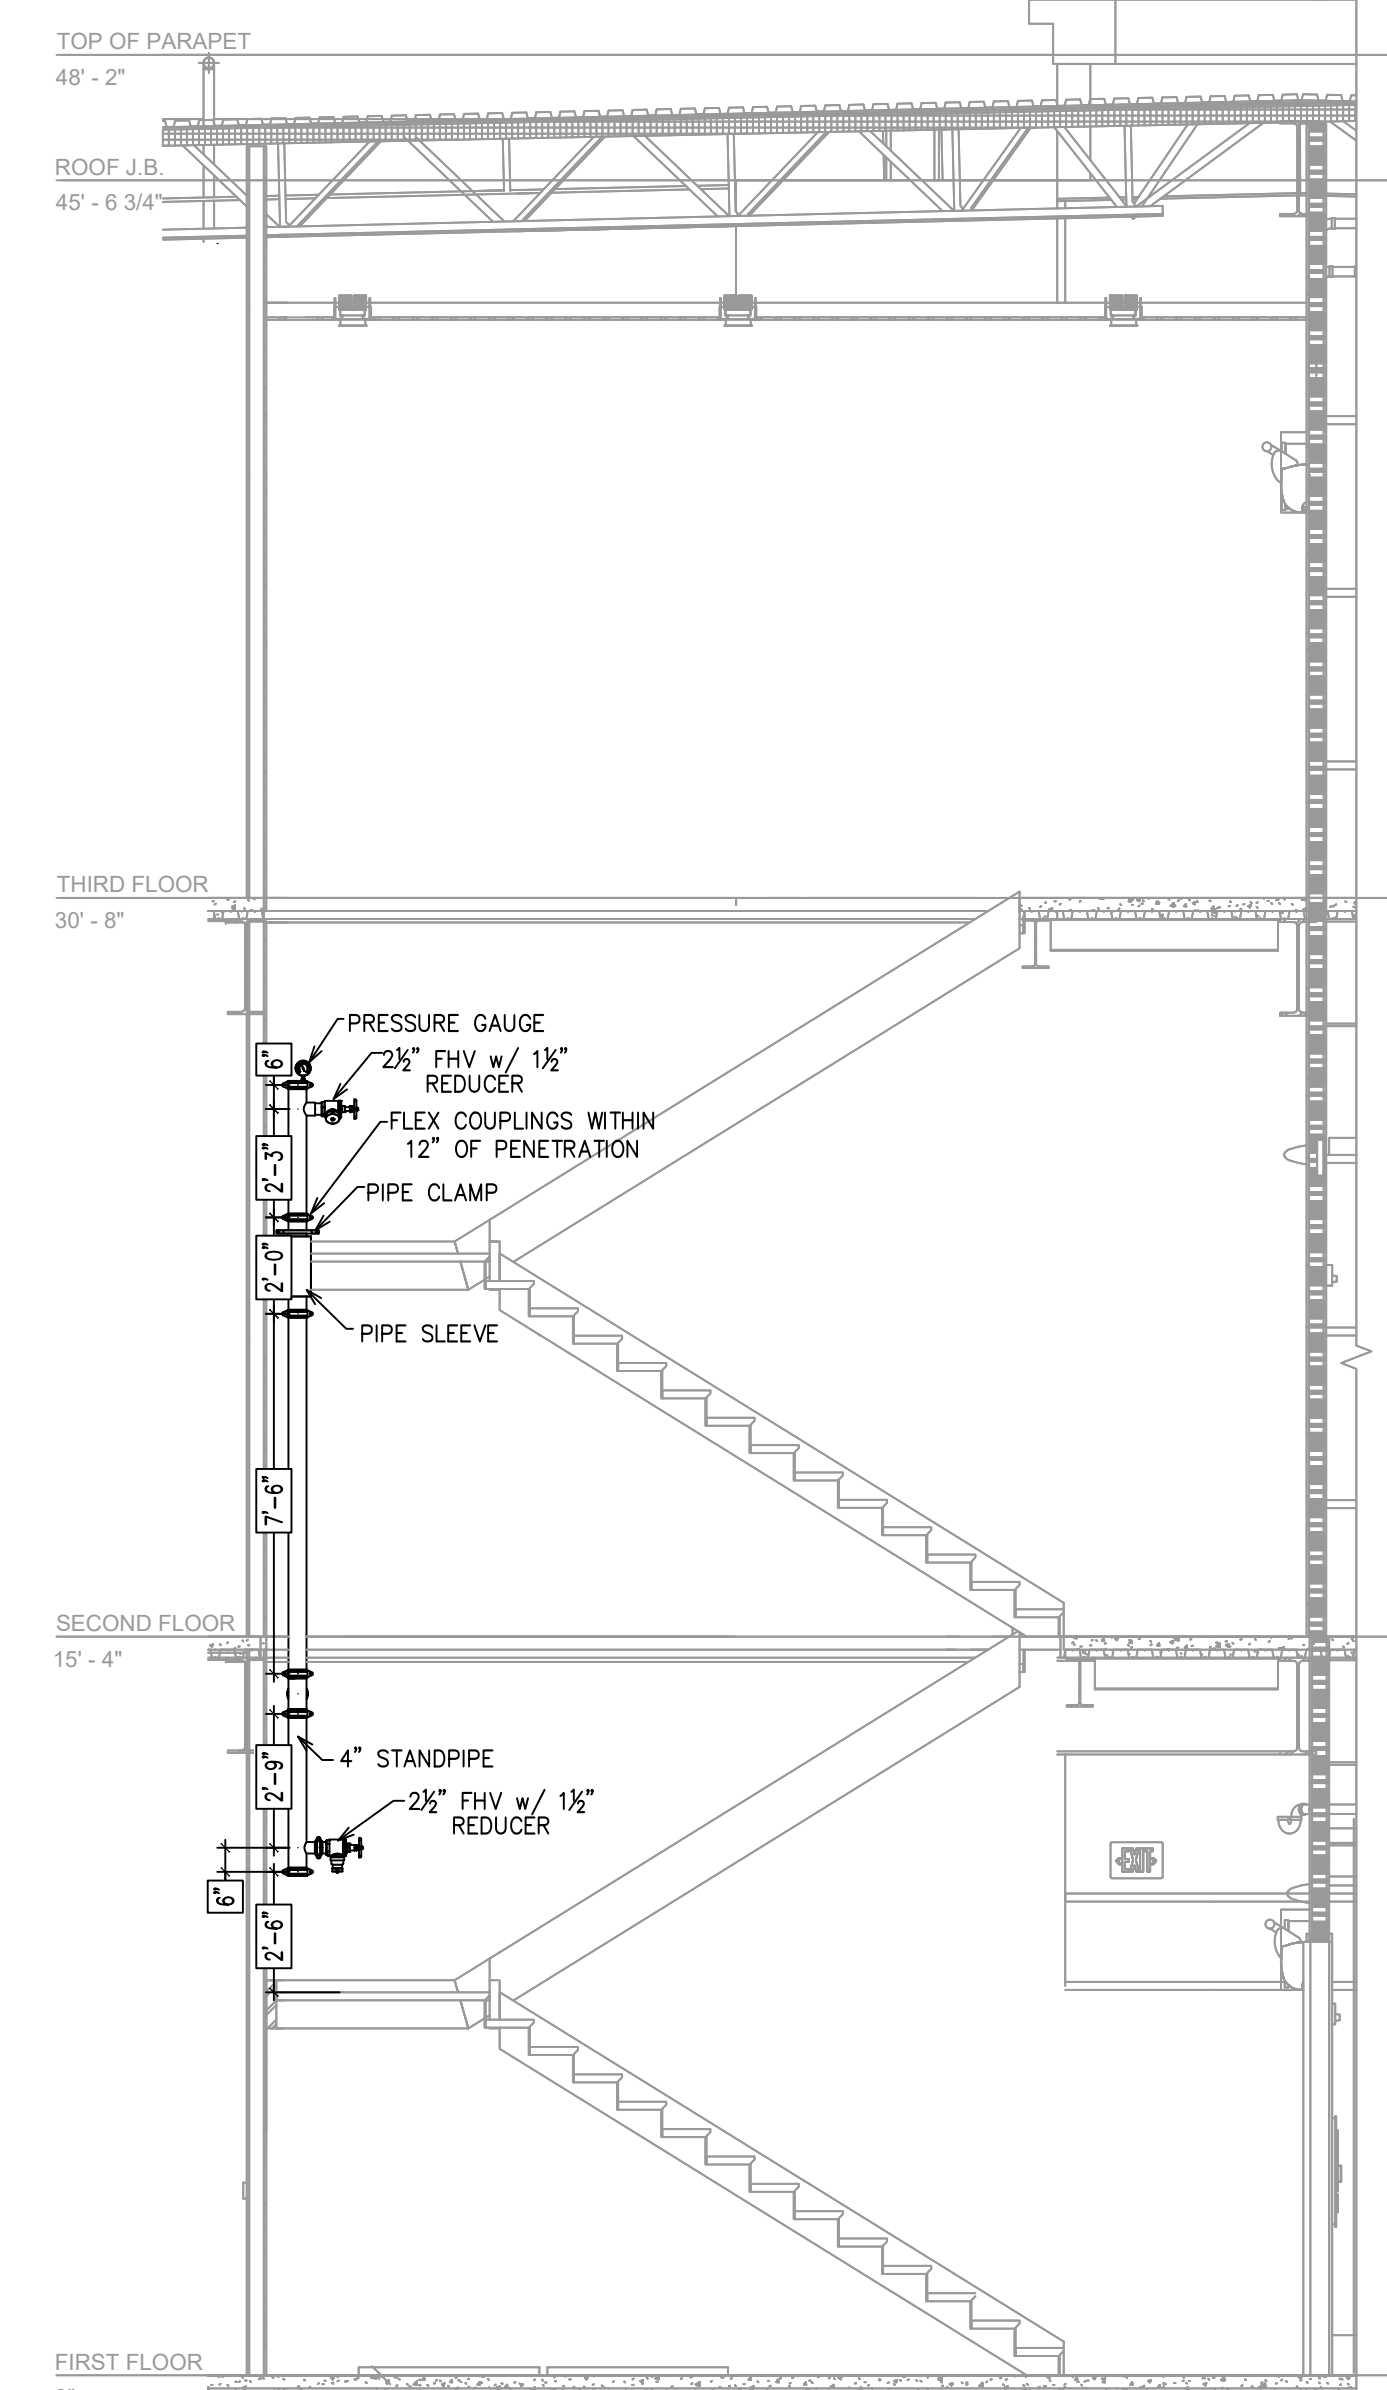 TOP OF PARAPET
48' - 2"
ROOF J.B.
45' - 6 3/4"
THIRD FLOOR
30' - 8"
PRESSURE GAUGE
6"
2½" FHV w/ 1½"
REDUCER
FLEX COUPLINGS WITHIN
12" OF PENETRATION
2'-3"
PIPE CLAMP
2'-0"
PIPE SLEEVE
7'-6"
SECOND FLOOR
15' - 4"
4" STANDPIPE
2'-9"
2½" FHV w/ 1½"
REDUCER
EXIT
6"
2'-6"
FIRST FLOOR